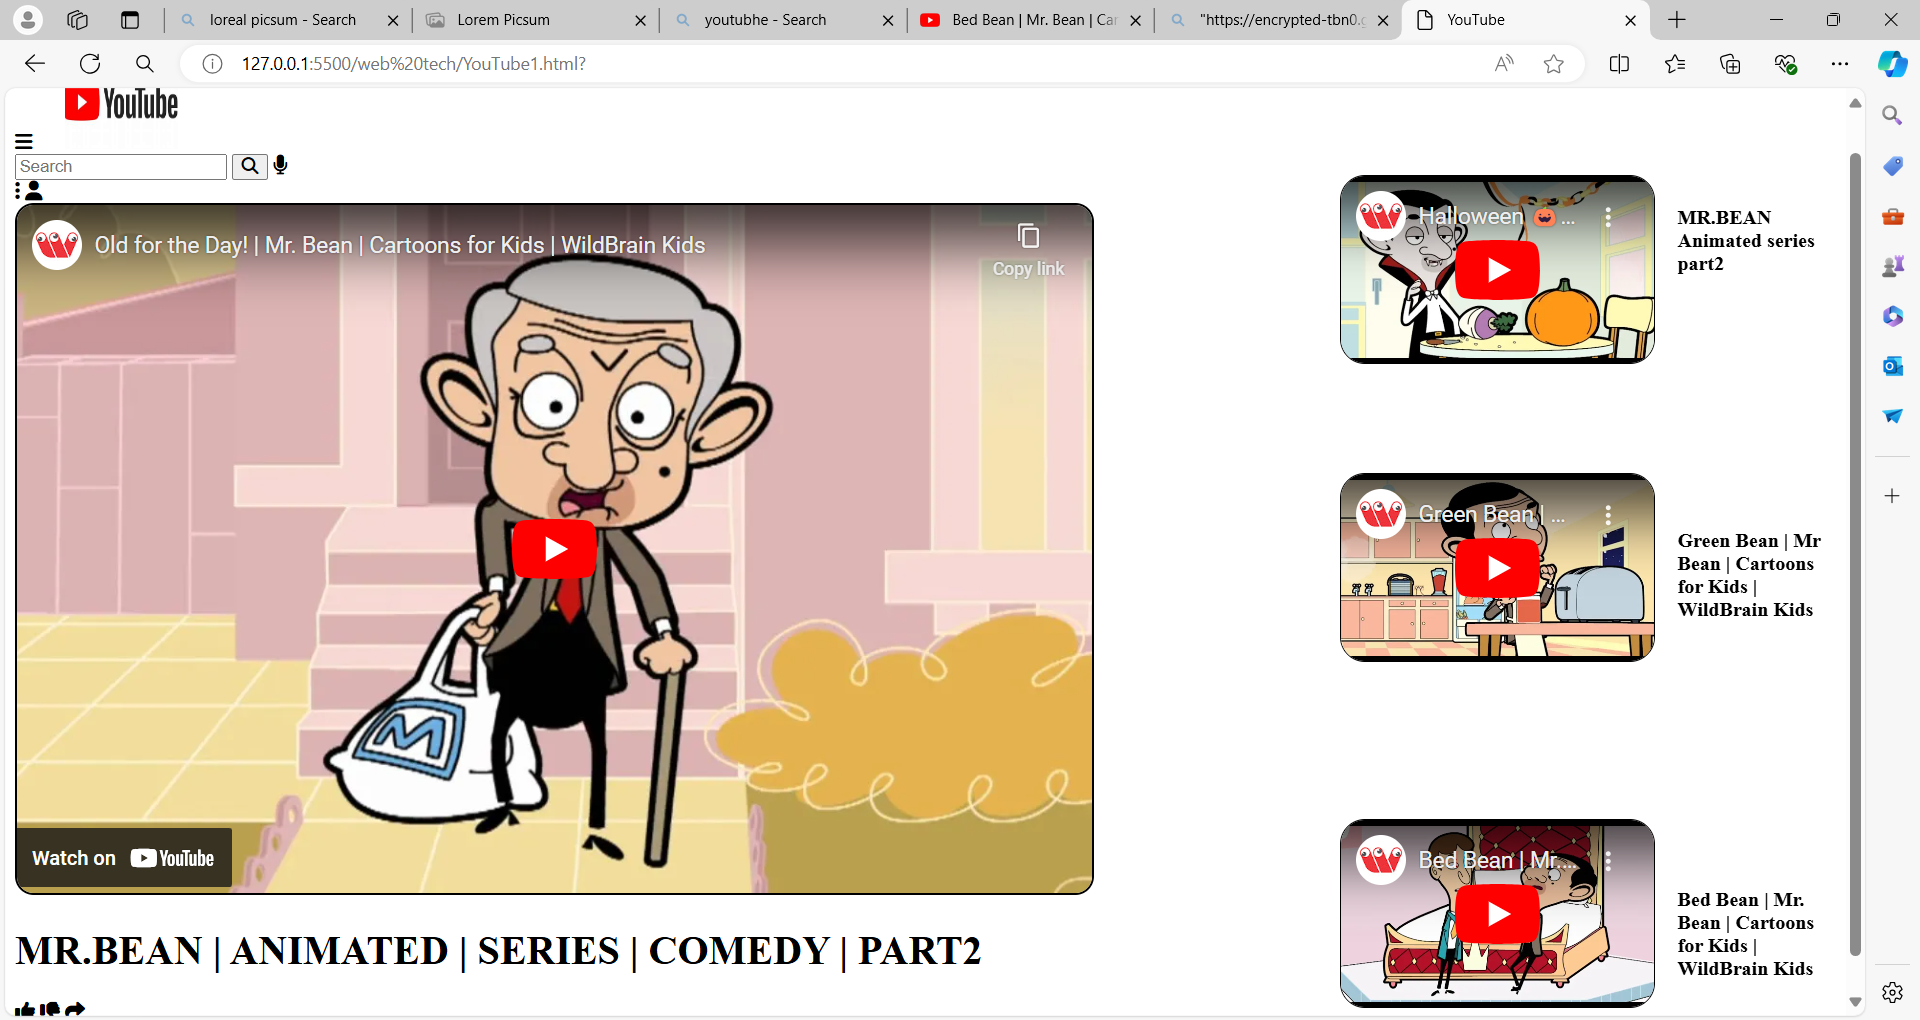 loreal picsum - Search
Lorem Picsum
youtubhe - Search
Bed Bean | Mr. Bean | Car
"https://encrypted-tbn0.g
YouTube
127.0.0.1:5500/web%20tech/YouTube1.html?
YouTube
Search
Old for the Day! | Mr. Bean | Cartoons for Kids | WildBrain Kids
Copy link
M
Watch on YouTube
MR.BEAN | ANIMATED | SERIES | COMEDY | PART2
Halloween 🎃 ...
MR.BEAN
Animated series
part2
Green Bean | ...
Green Bean | Mr
Bean | Cartoons
for Kids |
WildBrain Kids
Bed Bean | Mr....
Bed Bean | Mr.
Bean | Cartoons
for Kids |
WildBrain Kids